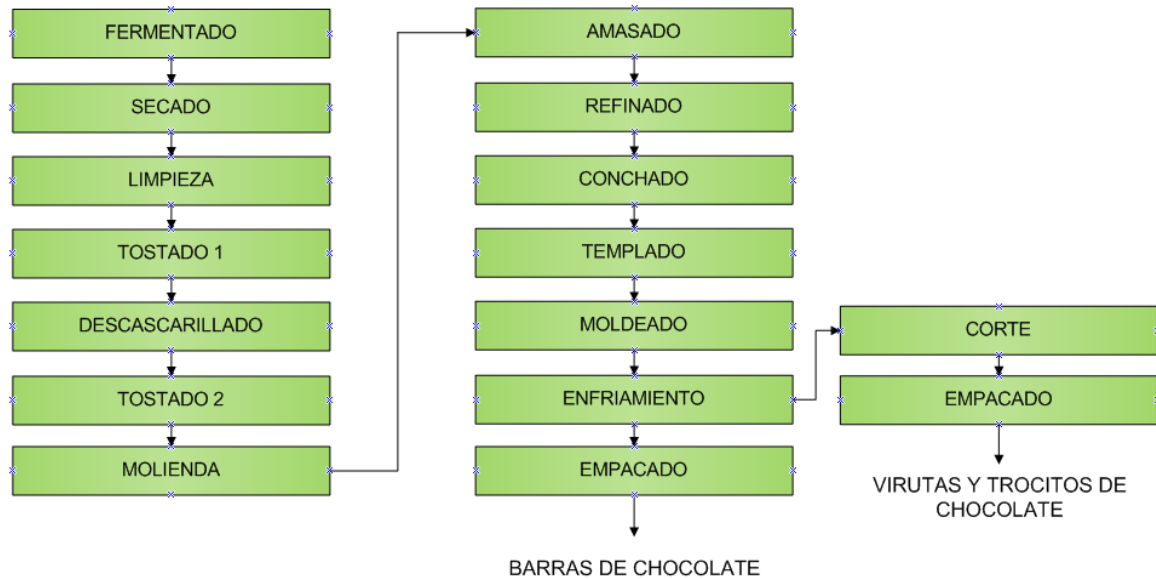 FERMENTADO
SECADO
LIMPIEZA
TOSTADO 1
DESCASCARILLADO
TOSTADO 2
MOLIENDA
AMASADO
REFINADO
CONCHADO
TEMPLADO
MOLDEADO
ENFRIAMIENTO
EMPACADO
BARRAS DE CHOCOLATE
CORTE
EMPACADO
VIRUTAS Y TROCITOS DE
CHOCOLATE